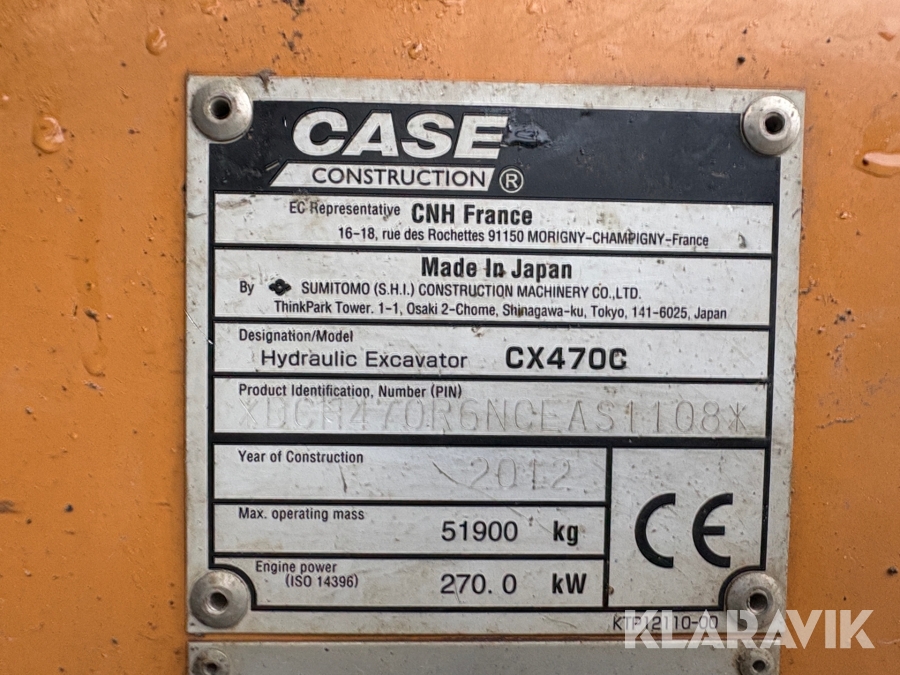 CASE
CONSTRUCTION ®
EC Representative CNH France
16-18, rue des Rochettes 91150 MORIGNY-CHAMPIGNY-France
Made In Japan
By SUMITOMO (S.H.I.) CONSTRUCTION MACHINERY CO.,LTD.
ThinkPark Tower. 1-1, Osaki 2-Chome, Shinagawa-ku, Tokyo, 141-6025, Japan
Designation/Model
Hydraulic Excavator CX470C
Product Identification, Number (PIN)
*DCH470R6NCEAS1108*
Year of Construction 2012
Max. operating mass 51900 kg
Engine power
(ISO 14396) 270.0 kW
CE
KTP12110-00
KLARAVIK